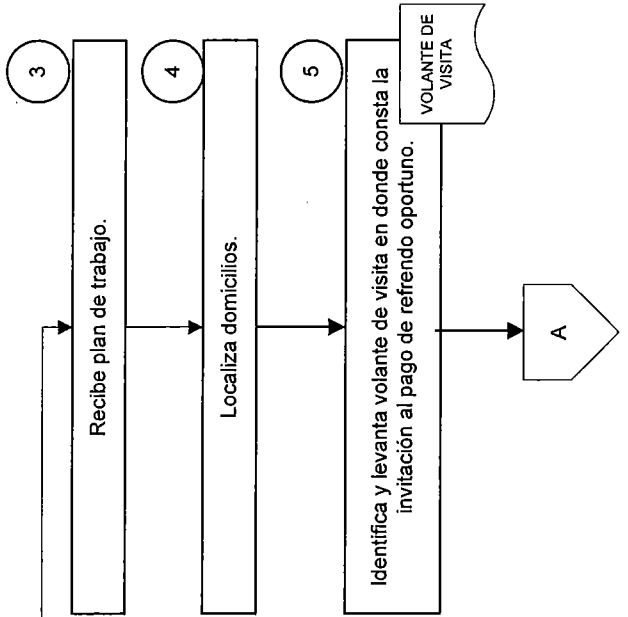 3
Recibe plan de trabajo.
4
Localiza domicilios.
5
Identifica y levanta volante de visita en donde consta la
invitación al pago de refrendo oportuno.
VOLANTE DE
VISITA
A